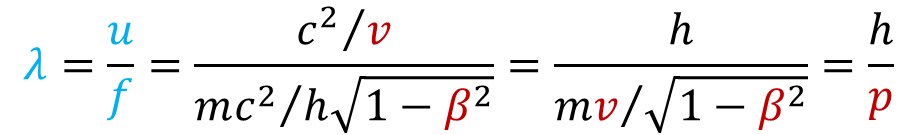 λ = u/f = (c²/v)/(mc²/h√(1 − β²)) = h/(mv/√(1 − β²)) = h/p